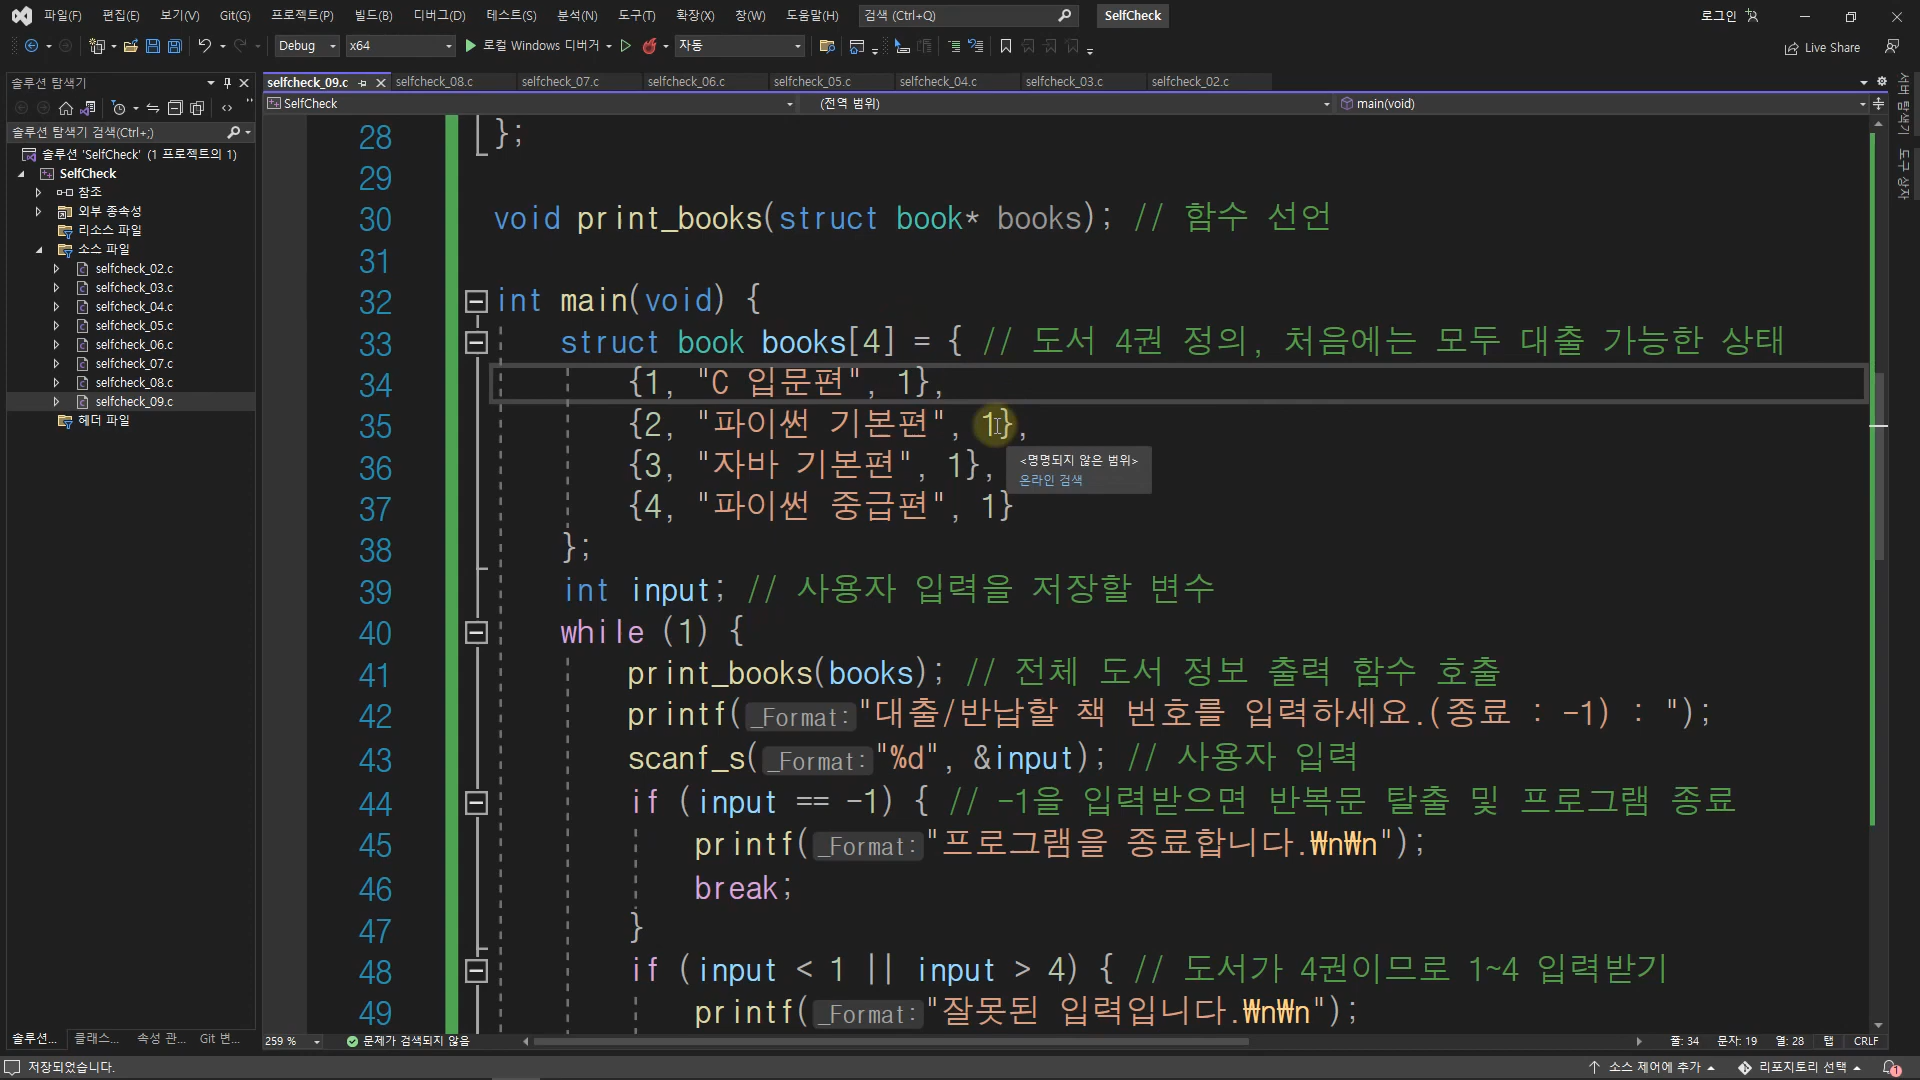 파일(F) 편집(E) 보기(V) Git(G) 프로젝트(P) 빌드(B) 디버그(D) 테스트(S) 분석(N) 도구(T) 확장(X) 창(W) 도움말(H) 검색 (Ctrl+Q) SelfCheck 로그인
Debug x64 로컬 Windows 디버거 자동 Live Share
솔루션 탐색기
selfcheck_09.c selfcheck_08.c selfcheck_07.c selfcheck_06.c selfcheck_05.c selfcheck_04.c selfcheck_03.c selfcheck_02.c
SelfCheck (전역 범위) main(void)
솔루션 탐색기 검색(Ctrl+;)
솔루션 'SelfCheck' (1 프로젝트의 1)
SelfCheck
참조
외부 종속성
리소스 파일
소스 파일
selfcheck_02.c
selfcheck_03.c
selfcheck_04.c
selfcheck_05.c
selfcheck_06.c
selfcheck_07.c
selfcheck_08.c
selfcheck_09.c
헤더 파일
서버 탐색기
도구 상자
28 };
29
30 void print_books(struct book* books); // 함수 선언
31
32 int main(void) {
33 struct book books[4] = { // 도서 4권 정의, 처음에는 모두 대출 가능한 상태
34 {1, "C 입문편", 1},
35 {2, "파이썬 기본편", 1},
36 {3, "자바 기본편", 1},
37 {4, "파이썬 중급편", 1}
<명명되지 않은 범위>
온라인 검색
38 };
39 int input; // 사용자 입력을 저장할 변수
40 while (1) {
41 print_books(books); // 전체 도서 정보 출력 함수 호출
42 printf(_Format:"대출/반납할 책 번호를 입력하세요.(종료 : -1) : ");
43 scanf_s(_Format:"%d", &input); // 사용자 입력
44 if (input == -1) { // -1을 입력받으면 반복문 탈출 및 프로그램 종료
45 printf(_Format:"프로그램을 종료합니다.₩n₩n");
46 break;
47 }
48 if (input < 1 || input > 4) { // 도서가 4권이므로 1~4 입력받기
49 printf(_Format:"잘못된 입력입니다.₩n₩n");
솔루션... 클래스... 속성 관... Git 변...
259 % 문제가 검색되지 않음 줄: 34 문자: 19 열: 28 탭 CRLF
저장되었습니다. 소스 제어에 추가 리포지토리 선택 1